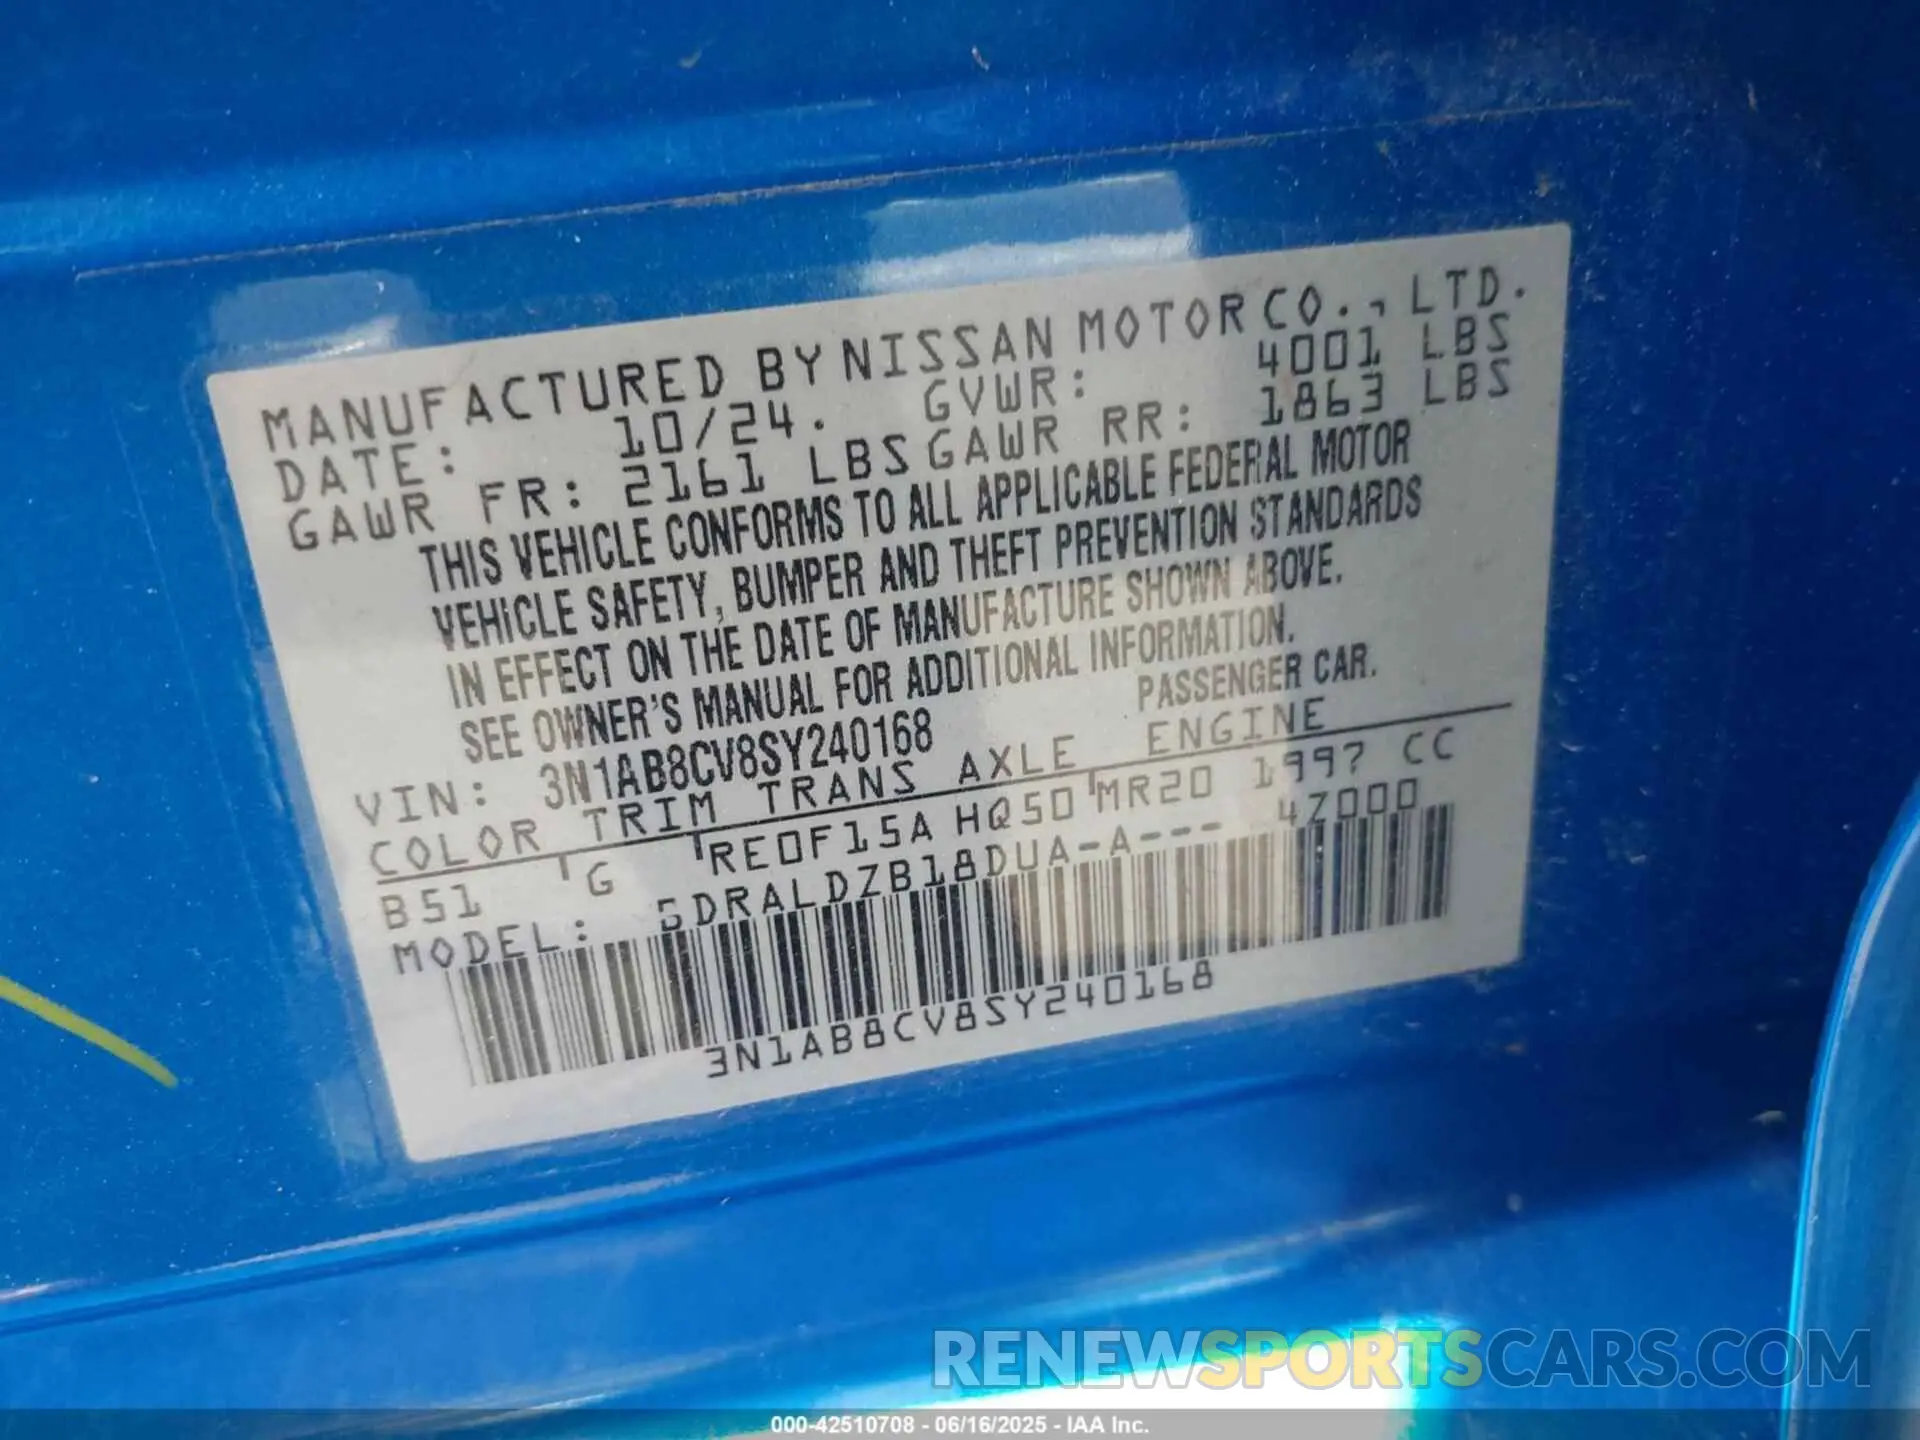 MANUFACTURED BY NISSAN MOTOR CO., LTD.
DATE: 10/24. GVWR: 4001 LBS
GAWR FR: 2161 LBS GAWR RR: 1863 LBS
THIS VEHICLE CONFORMS TO ALL APPLICABLE FEDERAL MOTOR
VEHICLE SAFETY, BUMPER AND THEFT PREVENTION STANDARDS
IN EFFECT ON THE DATE OF MANUFACTURE SHOWN ABOVE.
SEE OWNER'S MANUAL FOR ADDITIONAL INFORMATION.
VIN: 3N1AB8CV8SY240168 PASSENGER CAR.
COLOR TRIM TRANS AXLE ENGINE
B51 G RE0F15A HQ50 MR20 1997 CC
MODEL: BDRALDZB18DUA-A--- 4Z000
3N1AB8CV8SY240168
RENEWSPORTSCARS.COM
000-42510708 - 06/16/2025 - IAA Inc.